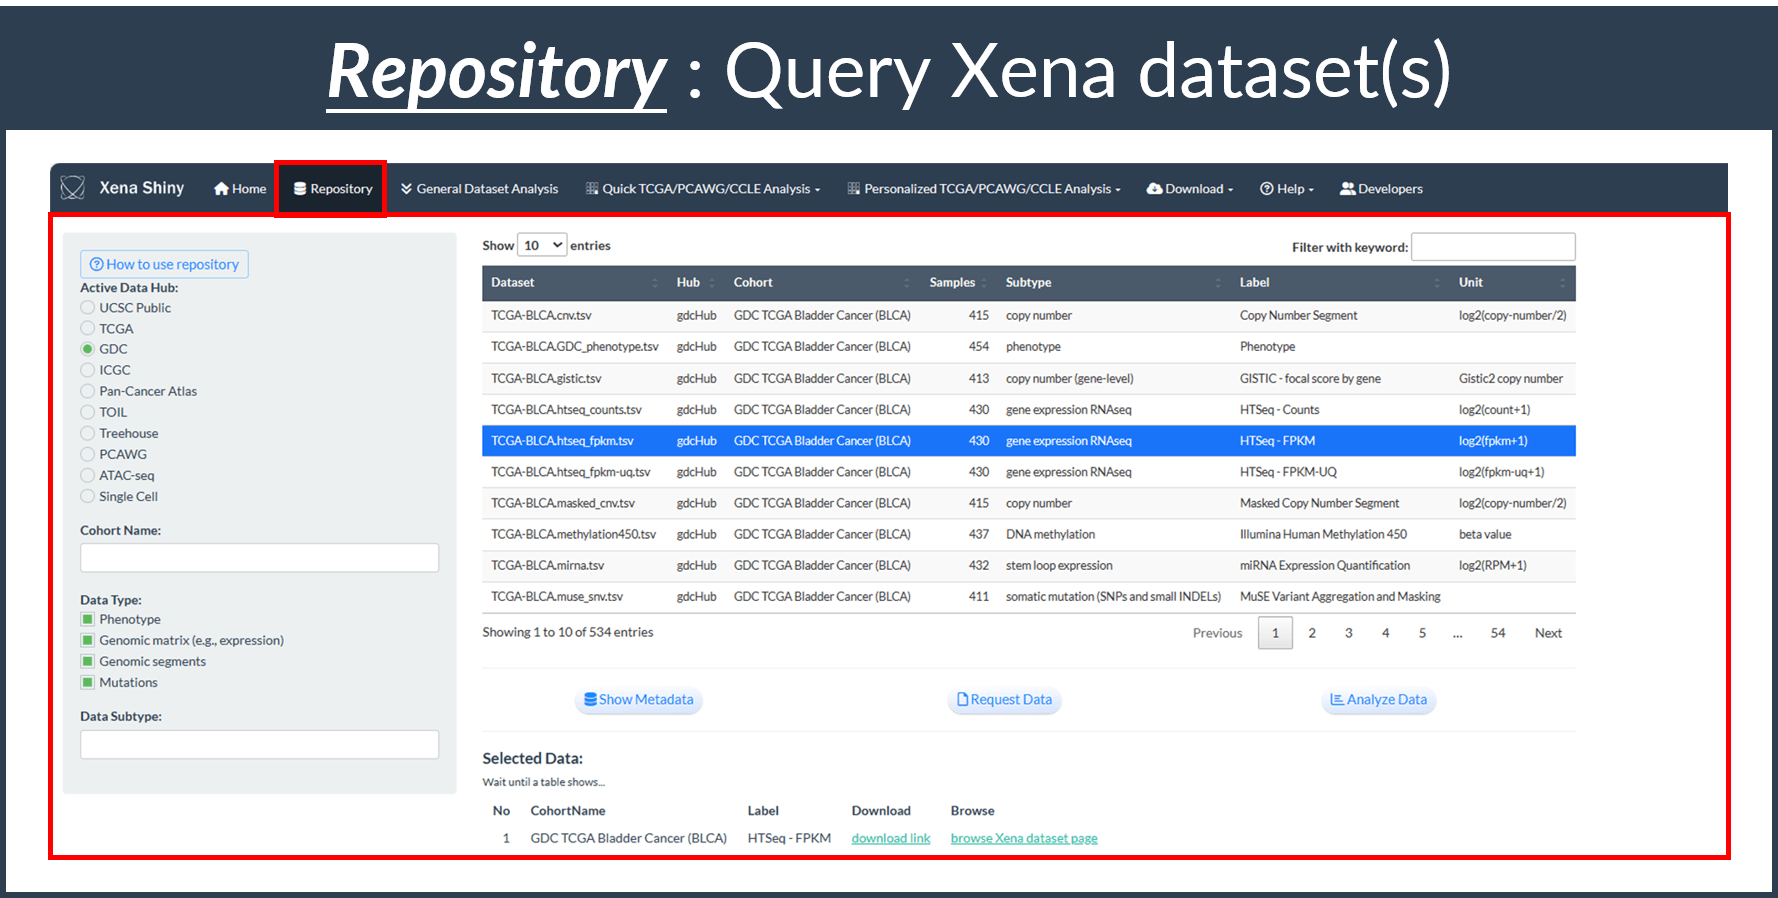 Repository : Query Xena dataset(s)
Xena Shiny Home Repository General Dataset Analysis Quick TCGA/PCAWG/CCLE Analysis Personalized TCGA/PCAWG/CCLE Analysis Download Help Developers
How to use repository
Active Data Hub:
UCSC Public
TCGA
GDC
ICGC
Pan-Cancer Atlas
TOIL
Treehouse
PCAWG
ATAC-seq
Single Cell
Cohort Name:
Data Type:
Phenotype
Genomic matrix (e.g., expression)
Genomic segments
Mutations
Data Subtype:
Show 10 entries
Filter with keyword:
Dataset Hub Cohort Samples Subtype Label Unit
TCGA-BLCA.cnv.tsv gdcHub GDC TCGA Bladder Cancer (BLCA) 415 copy number Copy Number Segment log2(copy-number/2)
TCGA-BLCA.GDC_phenotype.tsv gdcHub GDC TCGA Bladder Cancer (BLCA) 454 phenotype Phenotype
TCGA-BLCA.gistic.tsv gdcHub GDC TCGA Bladder Cancer (BLCA) 413 copy number (gene-level) GISTIC - focal score by gene Gistic2 copy number
TCGA-BLCA.htseq_counts.tsv gdcHub GDC TCGA Bladder Cancer (BLCA) 430 gene expression RNAseq HTSeq - Counts log2(count+1)
TCGA-BLCA.htseq_fpkm.tsv gdcHub GDC TCGA Bladder Cancer (BLCA) 430 gene expression RNAseq HTSeq - FPKM log2(fpkm+1)
TCGA-BLCA.htseq_fpkm-uq.tsv gdcHub GDC TCGA Bladder Cancer (BLCA) 430 gene expression RNAseq HTSeq - FPKM-UQ log2(fpkm-uq+1)
TCGA-BLCA.masked_cnv.tsv gdcHub GDC TCGA Bladder Cancer (BLCA) 415 copy number Masked Copy Number Segment log2(copy-number/2)
TCGA-BLCA.methylation450.tsv gdcHub GDC TCGA Bladder Cancer (BLCA) 437 DNA methylation Illumina Human Methylation 450 beta value
TCGA-BLCA.mirna.tsv gdcHub GDC TCGA Bladder Cancer (BLCA) 432 stem loop expression miRNA Expression Quantification log2(RPM+1)
TCGA-BLCA.muse_snv.tsv gdcHub GDC TCGA Bladder Cancer (BLCA) 411 somatic mutation (SNPs and small INDELs) MuSE Variant Aggregation and Masking
Showing 1 to 10 of 534 entries
Previous 1 2 3 4 5 ... 54 Next
Show Metadata Request Data Analyze Data
Selected Data:
Wait until a table shows...
No CohortName Label Download Browse
1 GDC TCGA Bladder Cancer (BLCA) HTSeq - FPKM download link browse Xena dataset page